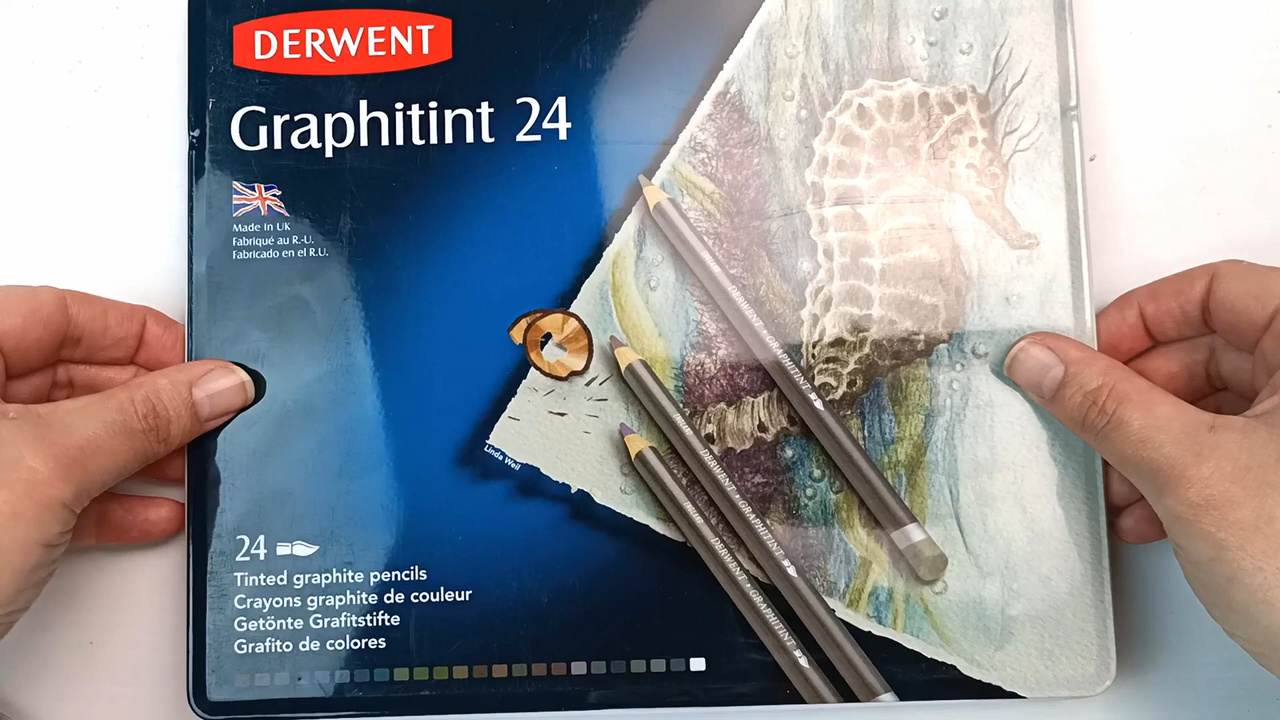 DERWENT
Graphitint 24
Made in UK
Fabriqué au R.-U.
Fabricado en el R.U.
DERWENT • GRAPHITINT
ENGLAND
DERWENT • GRAPHITINT
DERWENT • GRAPHITINT
Linda Weil
24
Tinted graphite pencils
Crayons graphite de couleur
Getönte Grafitstifte
Grafito de colores